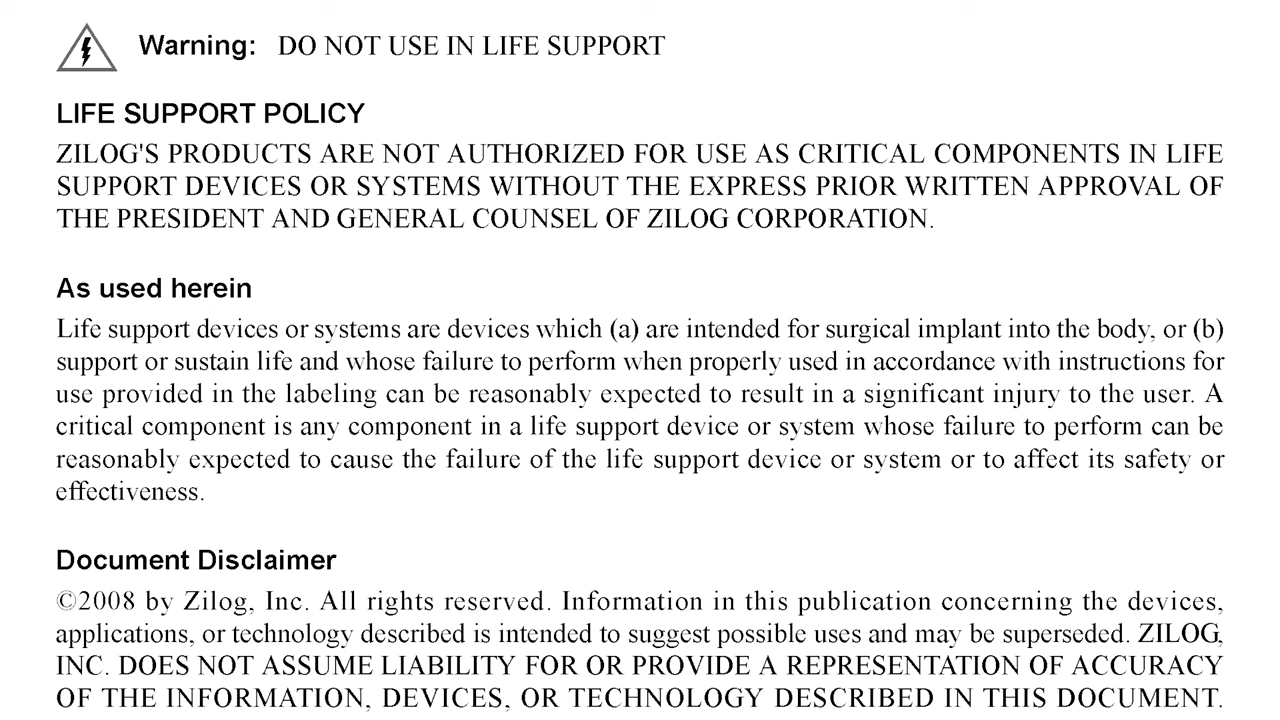 Warning: DO NOT USE IN LIFE SUPPORT
LIFE SUPPORT POLICY
ZILOG'S PRODUCTS ARE NOT AUTHORIZED FOR USE AS CRITICAL COMPONENTS IN LIFE
SUPPORT DEVICES OR SYSTEMS WITHOUT THE EXPRESS PRIOR WRITTEN APPROVAL OF
THE PRESIDENT AND GENERAL COUNSEL OF ZILOG CORPORATION.
As used herein
Life support devices or systems are devices which (a) are intended for surgical implant into the body, or (b)
support or sustain life and whose failure to perform when properly used in accordance with instructions for
use provided in the labeling can be reasonably expected to result in a significant injury to the user. A
critical component is any component in a life support device or system whose failure to perform can be
reasonably expected to cause the failure of the life support device or system or to affect its safety or
effectiveness.
Document Disclaimer
©2008 by Zilog, Inc. All rights reserved. Information in this publication concerning the devices,
applications, or technology described is intended to suggest possible uses and may be superseded. ZILOG,
INC. DOES NOT ASSUME LIABILITY FOR OR PROVIDE A REPRESENTATION OF ACCURACY
OF THE INFORMATION, DEVICES, OR TECHNOLOGY DESCRIBED IN THIS DOCUMENT.